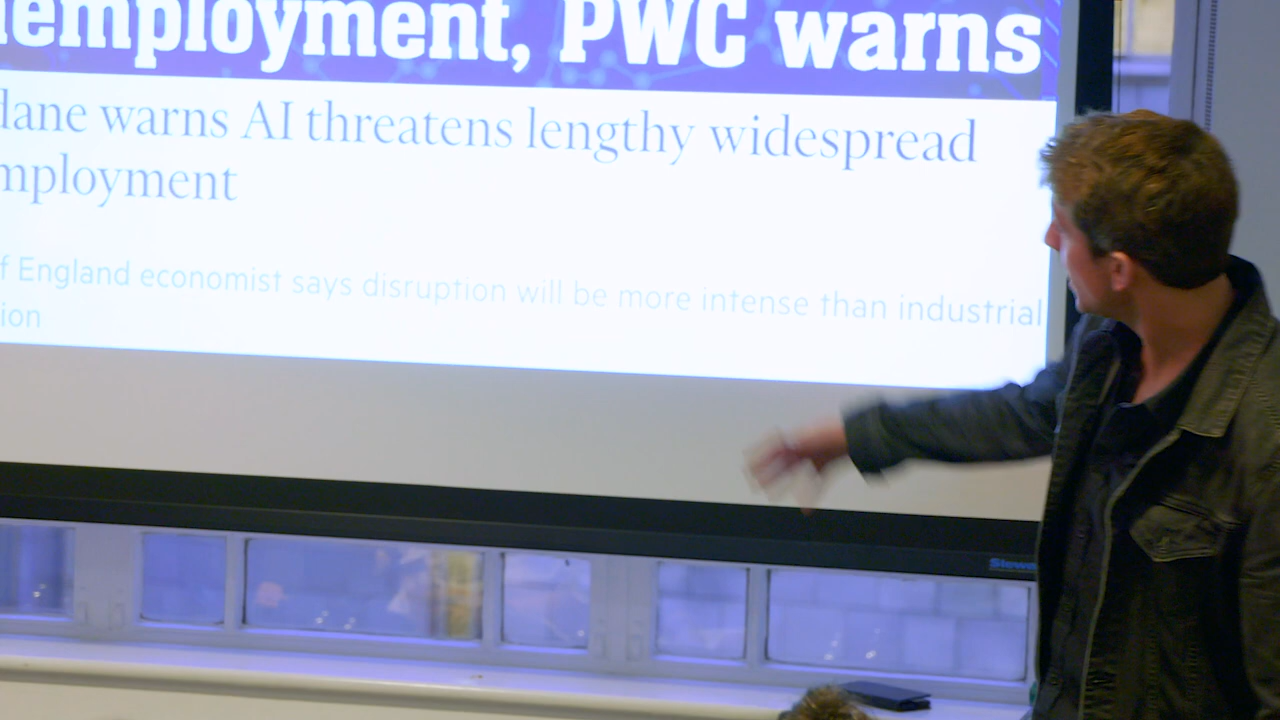 employment, PWC warns
dane warns AI threatens lengthy widespread
mployment
f England economist says disruption will be more intense than industrial
ion